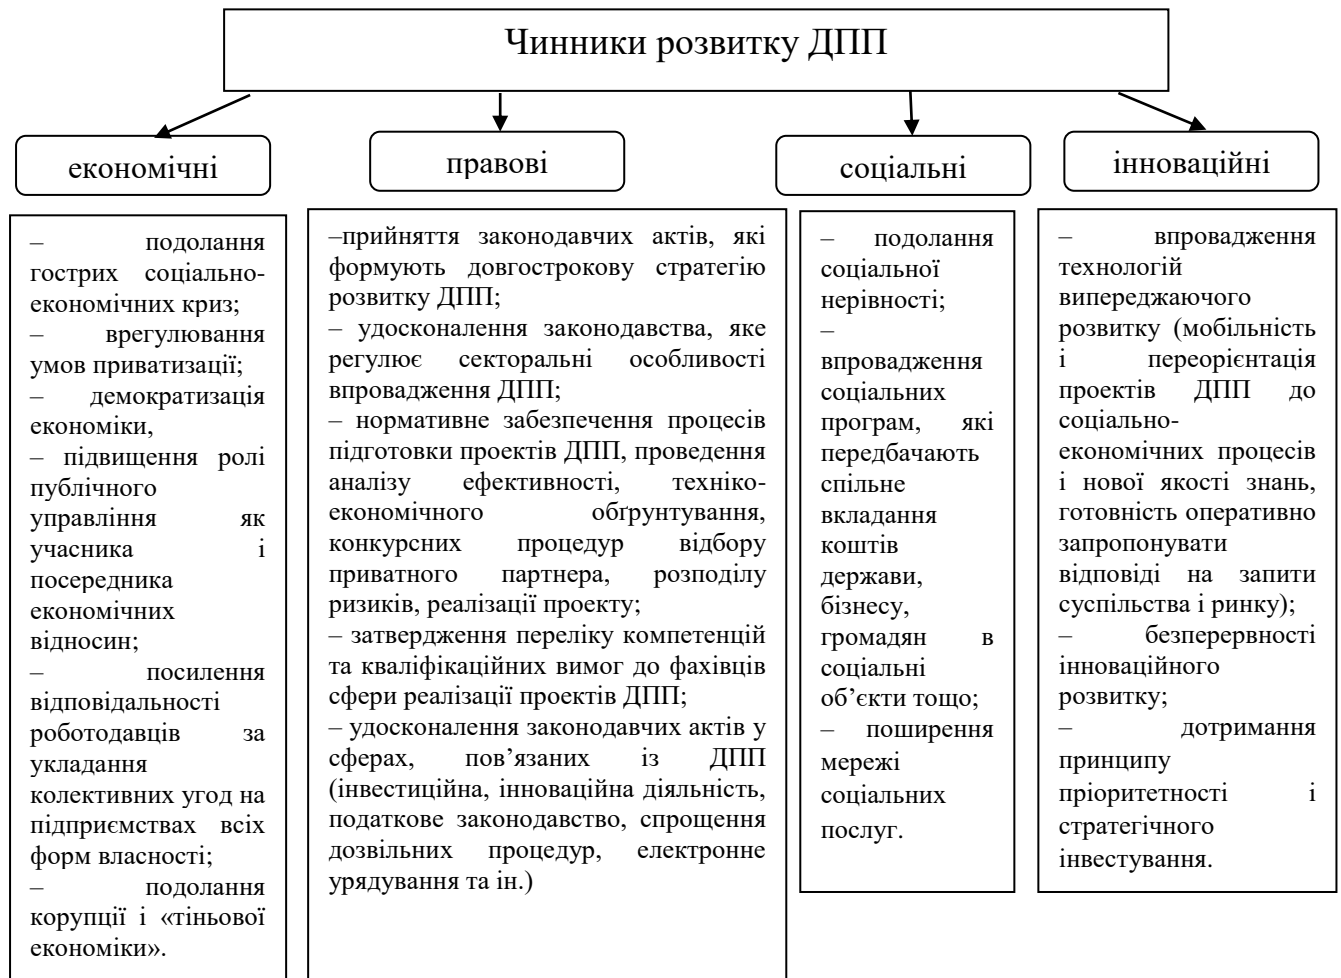 Чинники розвитку ДПП
економічні
правові
соціальні
інноваційні
– подолання
гострих соціально-
економічних криз;
– врегулювання
умов приватизації;
– демократизація
економіки,
– підвищення ролі
публічного
управління як
учасника і
посередника
економічних
відносин;
– посилення
відповідальності
роботодавців за
укладання
колективних угод на
підприємствах всіх
форм власності;
– подолання
корупції і «тіньової
економіки».
–прийняття законодавчих актів, які
формують довгострокову стратегію
розвитку ДПП;
– удосконалення законодавства, яке
регулює секторальні особливості
впровадження ДПП;
– нормативне забезпечення процесів
підготовки проектів ДПП, проведення
аналізу ефективності, техніко-
економічного обґрунтування,
конкурсних процедур відбору
приватного партнера, розподілу
ризиків, реалізації проекту;
– затвердження переліку компетенцій
та кваліфікаційних вимог до фахівців
сфери реалізації проектів ДПП;
– удосконалення законодавчих актів у
сферах, пов’язаних із ДПП
(інвестиційна, інноваційна діяльність,
податкове законодавство, спрощення
дозвільних процедур, електронне
урядування та ін.)
– подолання
соціальної
нерівності;
–
впровадження
соціальних
програм, які
передбачають
спільне
вкладання
коштів
держави,
бізнесу,
громадян в
соціальні
об’єкти тощо;
– поширення
мережі
соціальних
послуг.
– впровадження
технологій
випереджаючого
розвитку (мобільність
і переорієнтація
проектів ДПП до
соціально-
економічних процесів
і нової якості знань,
готовність оперативно
запропонувати
відповіді на запити
суспільства і ринку);
– безперервності
інноваційного
розвитку;
– дотримання
принципу
пріоритетності і
стратегічного
інвестування.